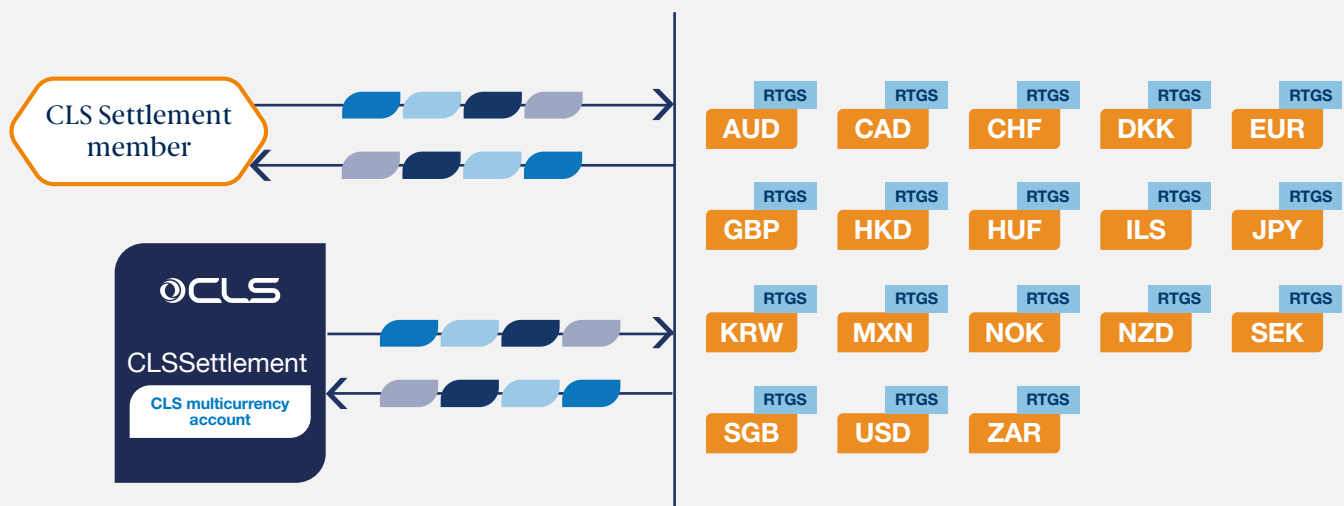 CLS Settlement
member
CLS
CLSSettlement
CLS multicurrency
account
RTGS RTGS RTGS RTGS RTGS
AUD CAD CHF DKK EUR
RTGS RTGS RTGS RTGS RTGS
GBP HKD HUF ILS JPY
RTGS RTGS RTGS RTGS RTGS
KRW MXN NOK NZD SEK
RTGS RTGS RTGS
SGB USD ZAR